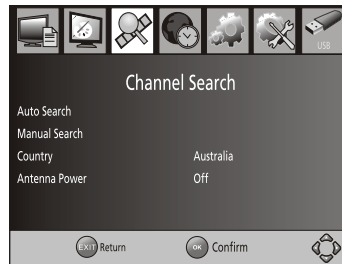 USB
Channel Search
Auto Search
Manual Search
Country Australia
Antenna Power Off
EXIT Return OK Confirm